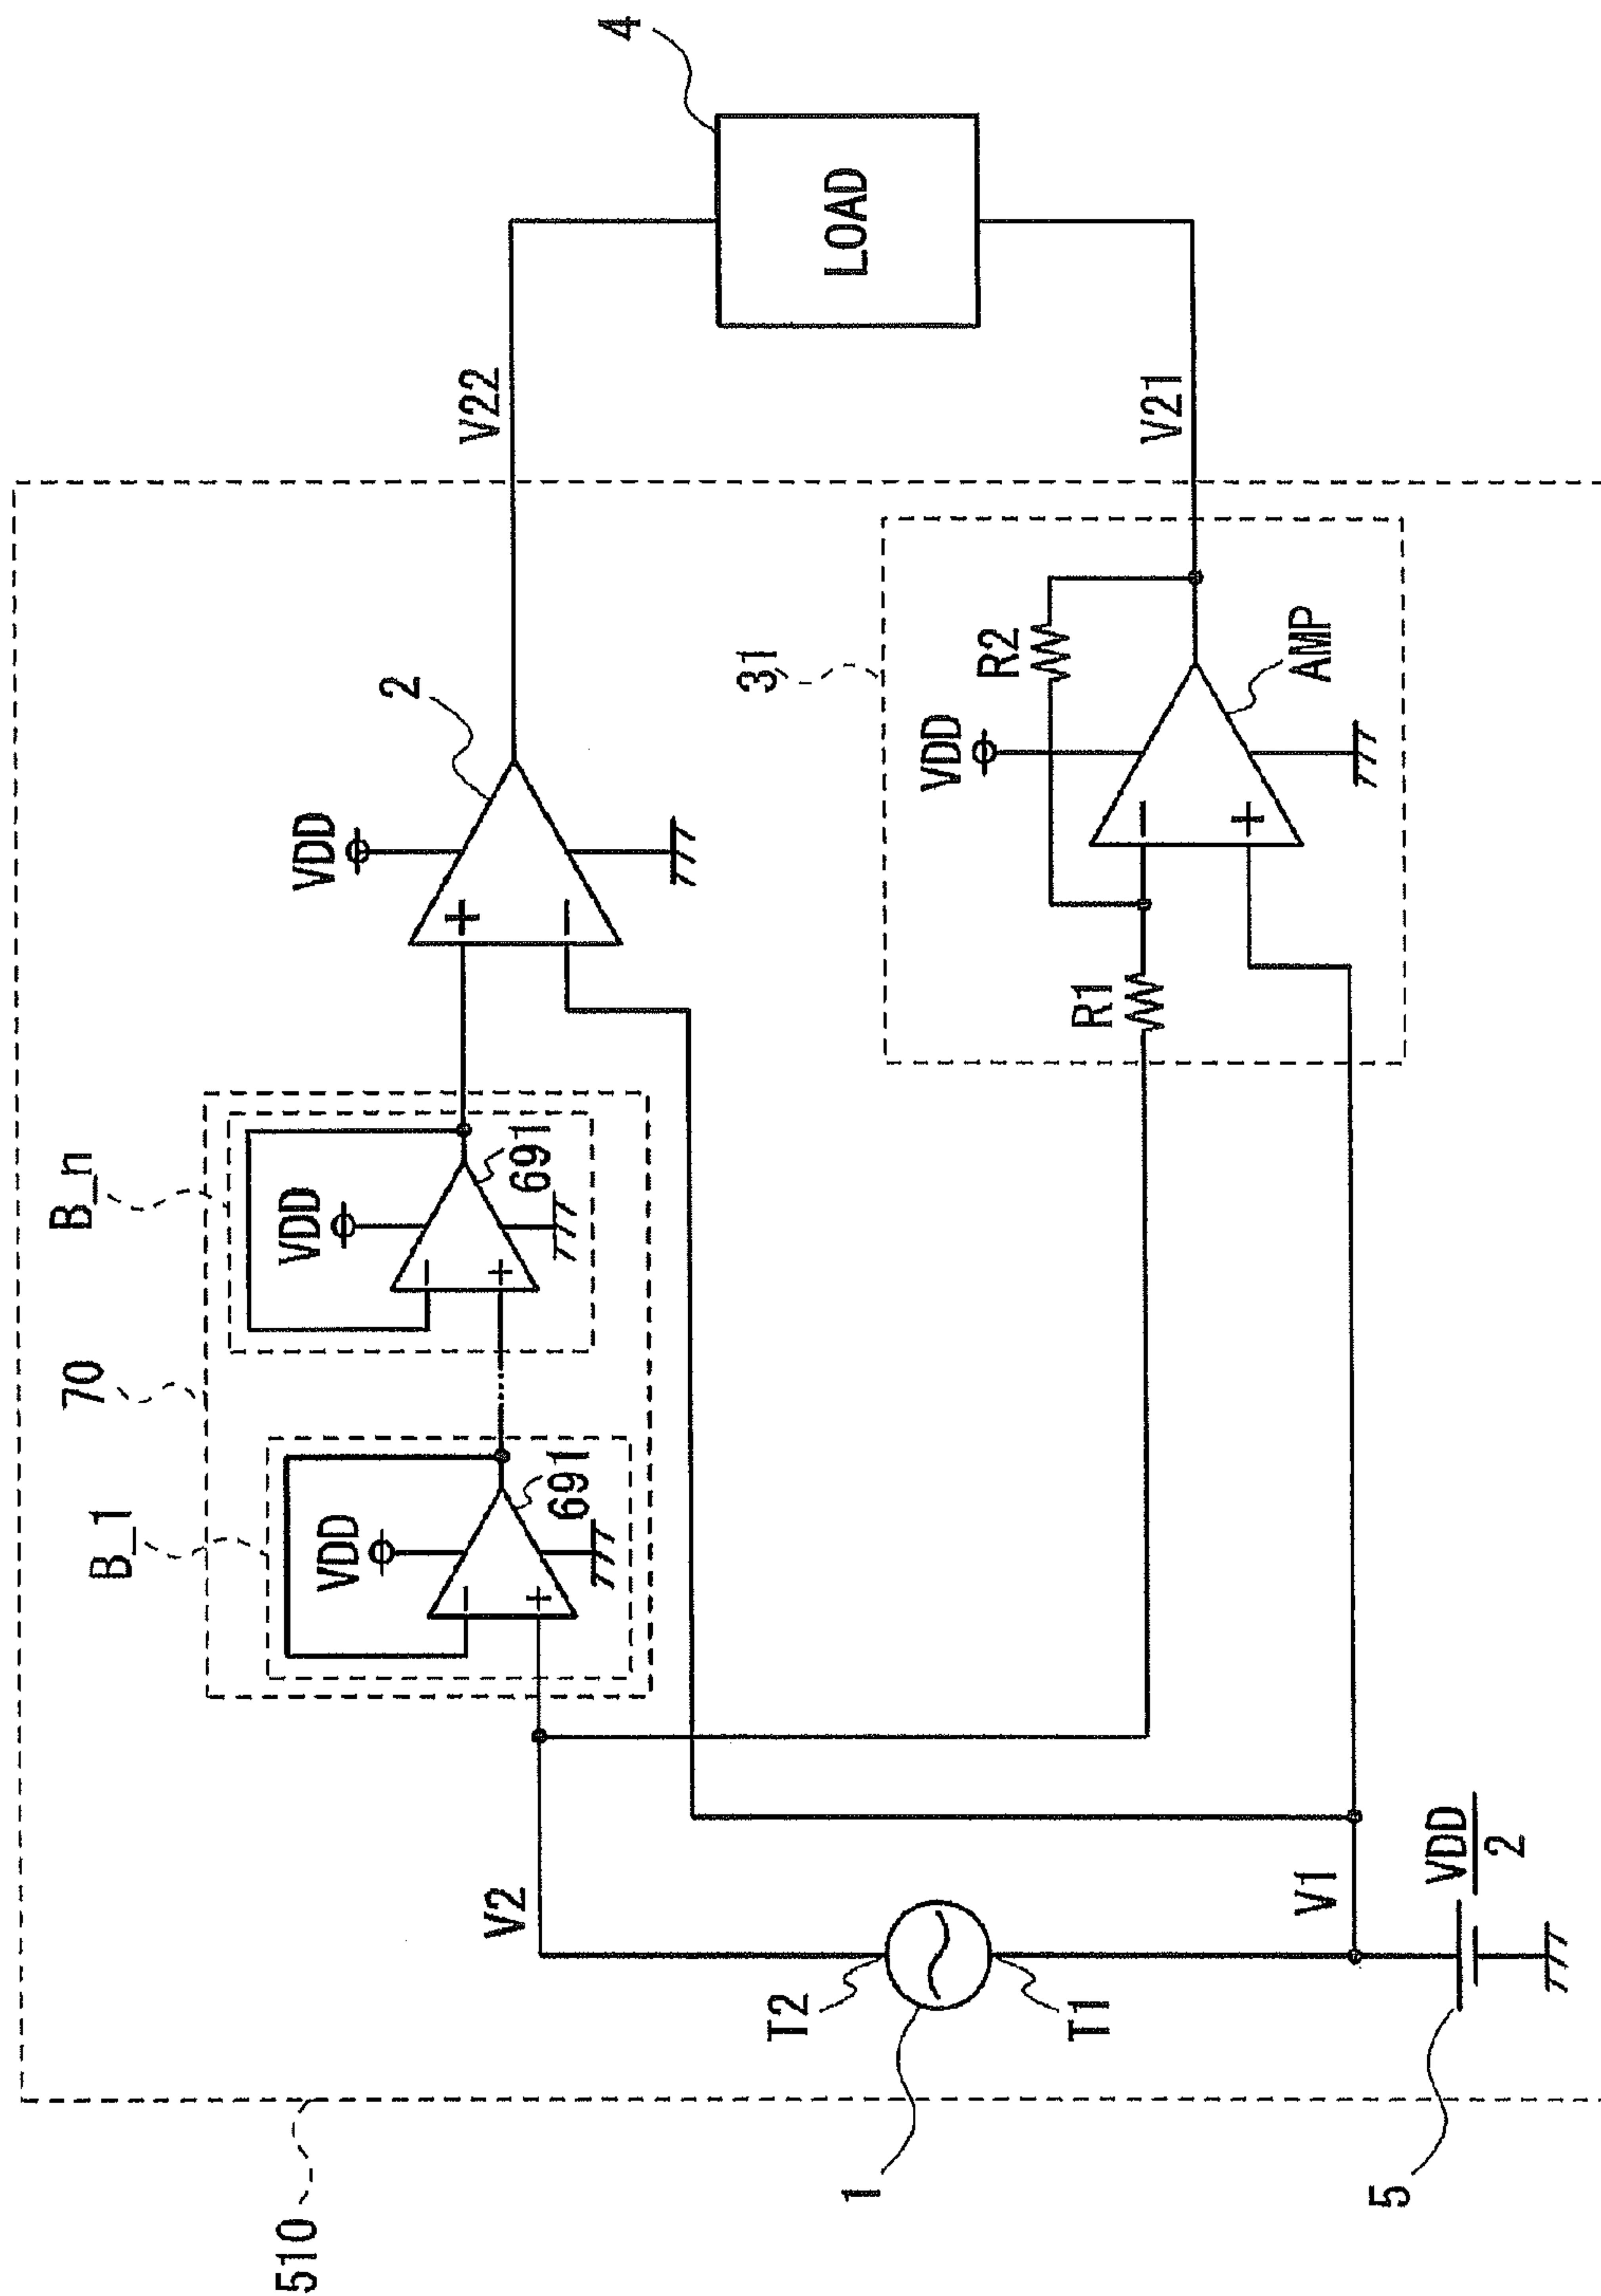 510
70
B_1
B_n
VDD
691
VDD
691
VDD
2
V22
4
LOAD
V2
T2
1
T1
V1
5
VDD
2
31
R1
R2
VDD
AMP
V21
+
−
+
−
+
−
−
+